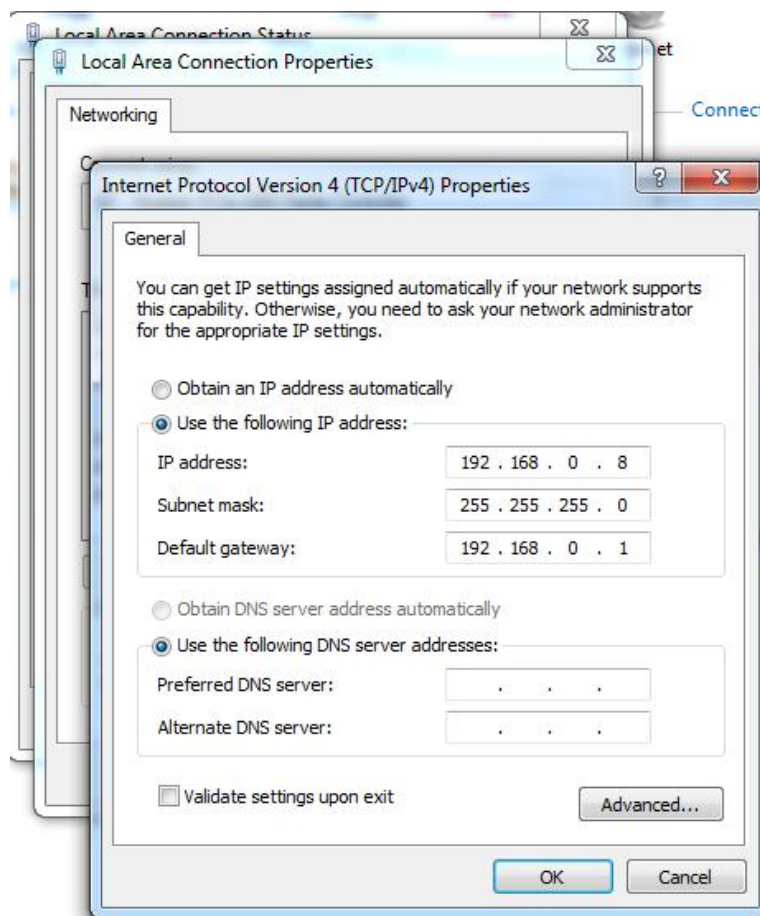 Local Area Connection Status
et
Local Area Connection Properties
Connect
Networking
Internet Protocol Version 4 (TCP/IPv4) Properties
General
You can get IP settings assigned automatically if your network supports
this capability. Otherwise, you need to ask your network administrator
for the appropriate IP settings.
Obtain an IP address automatically
Use the following IP address:
IP address: 192 . 168 . 0 . 8
Subnet mask: 255 . 255 . 255 . 0
Default gateway: 192 . 168 . 0 . 1
Obtain DNS server address automatically
Use the following DNS server addresses:
Preferred DNS server: . . .
Alternate DNS server: . . .
Validate settings upon exit
Advanced...
OK Cancel